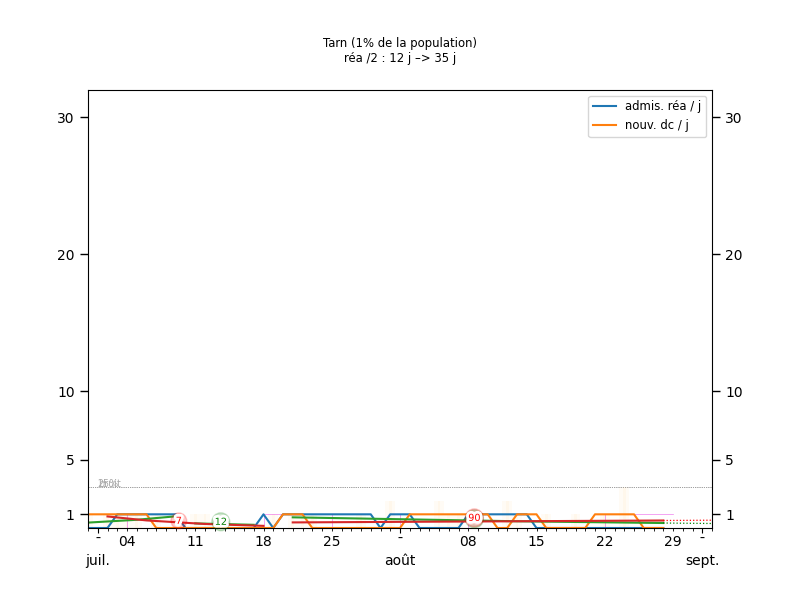 Tarn (1% de la population)
réa /2 : 12 j –> 35 j
admis. réa / j
nouv. dc / j
30 30
20 20
10 10
5 5
1 1
7 12 90
- 04 11 18 25 - 08 15 22 29 -
juil. août sept.